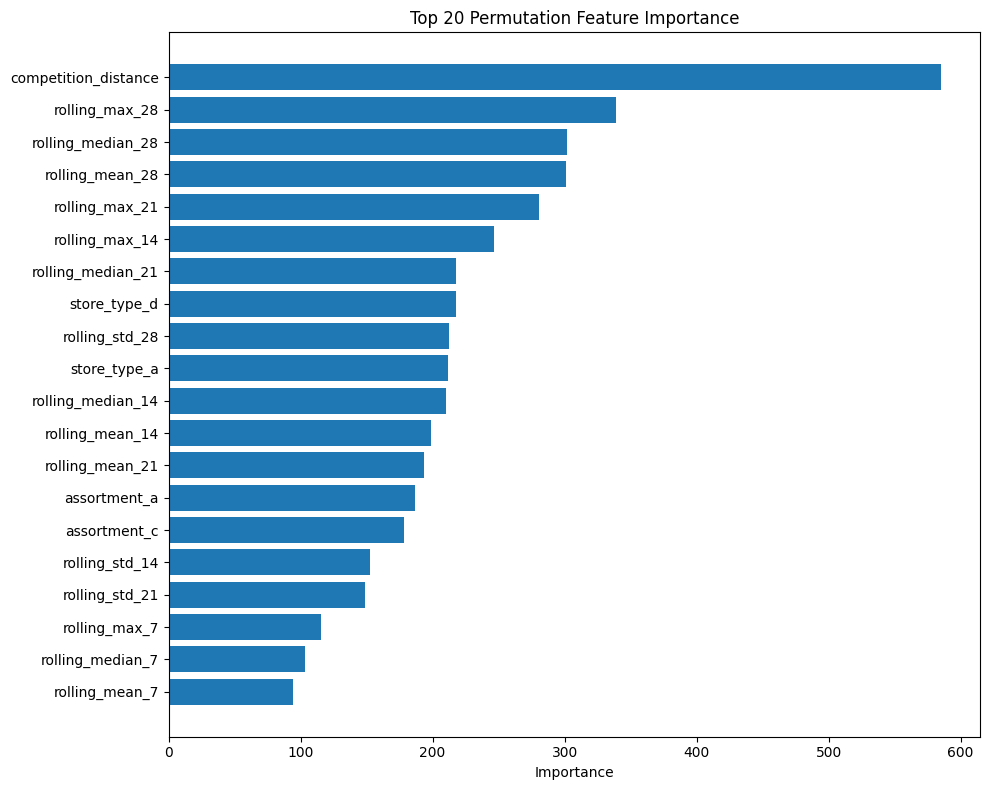 Top 20 Permutation Feature Importance
competition_distance
rolling_max_28
rolling_median_28
rolling_mean_28
rolling_max_21
rolling_max_14
rolling_median_21
store_type_d
rolling_std_28
store_type_a
rolling_median_14
rolling_mean_14
rolling_mean_21
assortment_a
assortment_c
rolling_std_14
rolling_std_21
rolling_max_7
rolling_median_7
rolling_mean_7
0 100 200 300 400 500 600
Importance